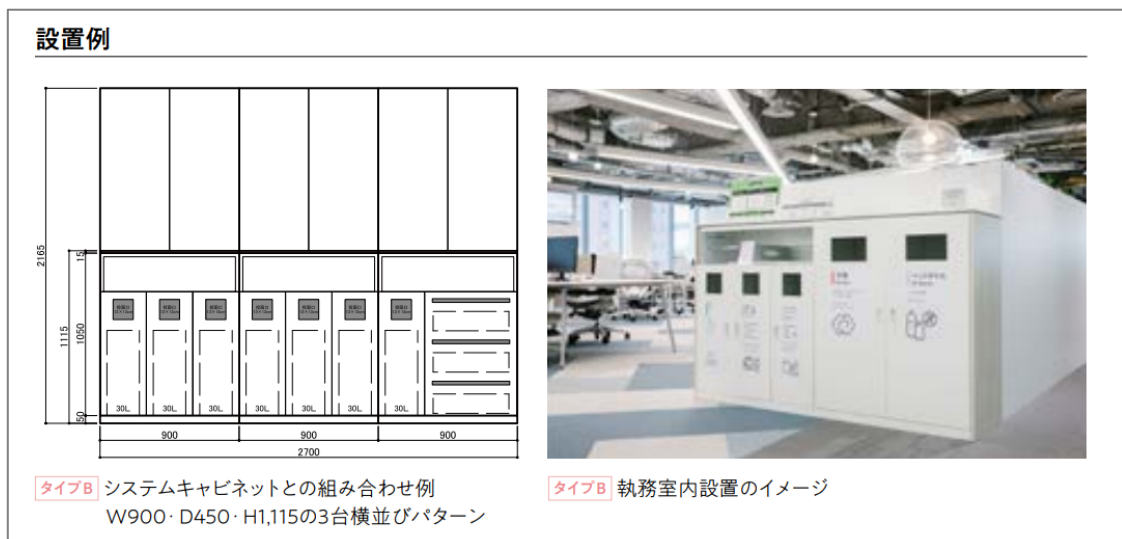 設置例
2165
1115
15
1050
50
30L
30L
30L
30L
30L
30L
30L
900
900
900
2700
タイプB システムキャビネットとの組み合わせ例
W900・D450・H1,115の3台横並びパターン
タイプB 執務室内設置のイメージ